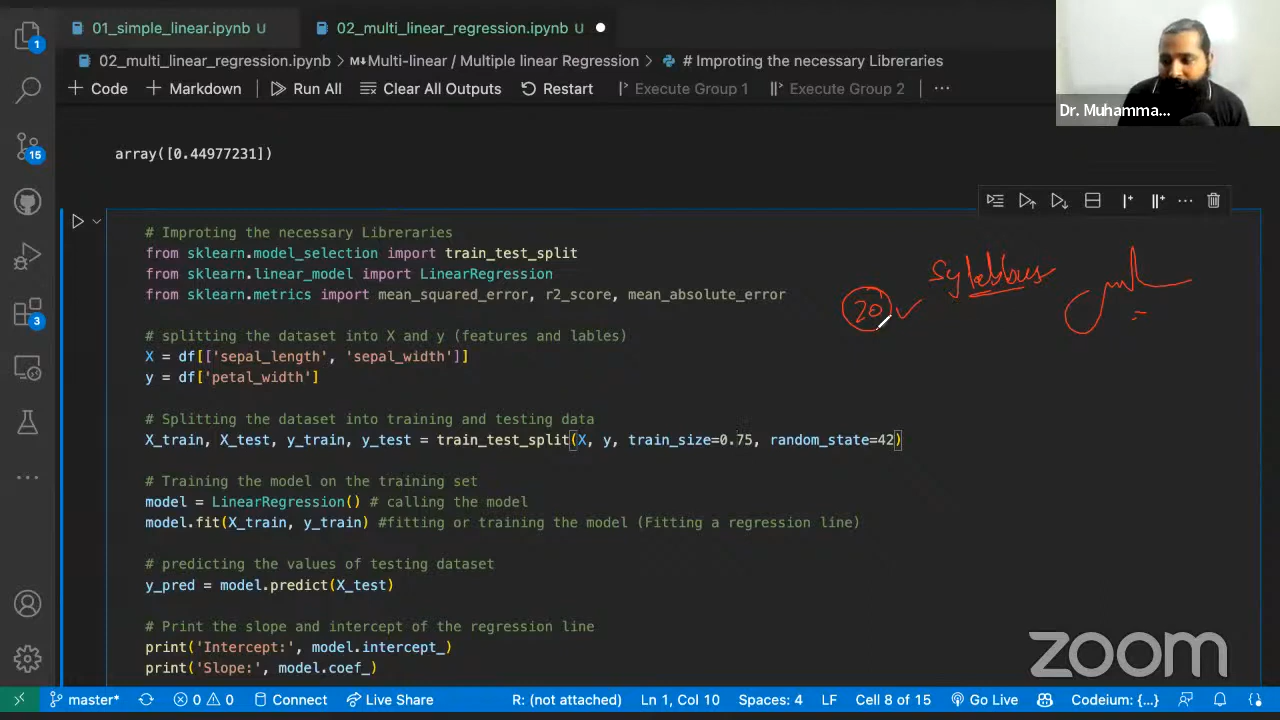 01_simple_linear.ipynb U
02_multi_linear_regression.ipynb U
02_multi_linear_regression.ipynb > Multi-linear / Multiple linear Regression > # Improting the necessary Libreraries
+ Code + Markdown Run All Clear All Outputs Restart Execute Group 1 Execute Group 2 ...
Dr. Muhamma...
1
15
3
array([0.44977231])
# Improting the necessary Libreraries
from sklearn.model_selection import train_test_split
from sklearn.linear_model import LinearRegression
from sklearn.metrics import mean_squared_error, r2_score, mean_absolute_error
Syllabus
20
# splitting the dataset into X and y (features and lables)
X = df[['sepal_length', 'sepal_width']]
y = df['petal_width']
# Splitting the dataset into training and testing data
X_train, X_test, y_train, y_test = train_test_split(X, y, train_size=0.75, random_state=42)
# Training the model on the training set
model = LinearRegression() # calling the model
model.fit(X_train, y_train) #fitting or training the model (Fitting a regression line)
# predicting the values of testing dataset
y_pred = model.predict(X_test)
# Print the slope and intercept of the regression line
print('Intercept:', model.intercept_)
print('Slope:', model.coef_)
zoom
master* 0 0 Connect Live Share R: (not attached) Ln 1, Col 10 Spaces: 4 LF Cell 8 of 15 Go Live Codeium: {...}